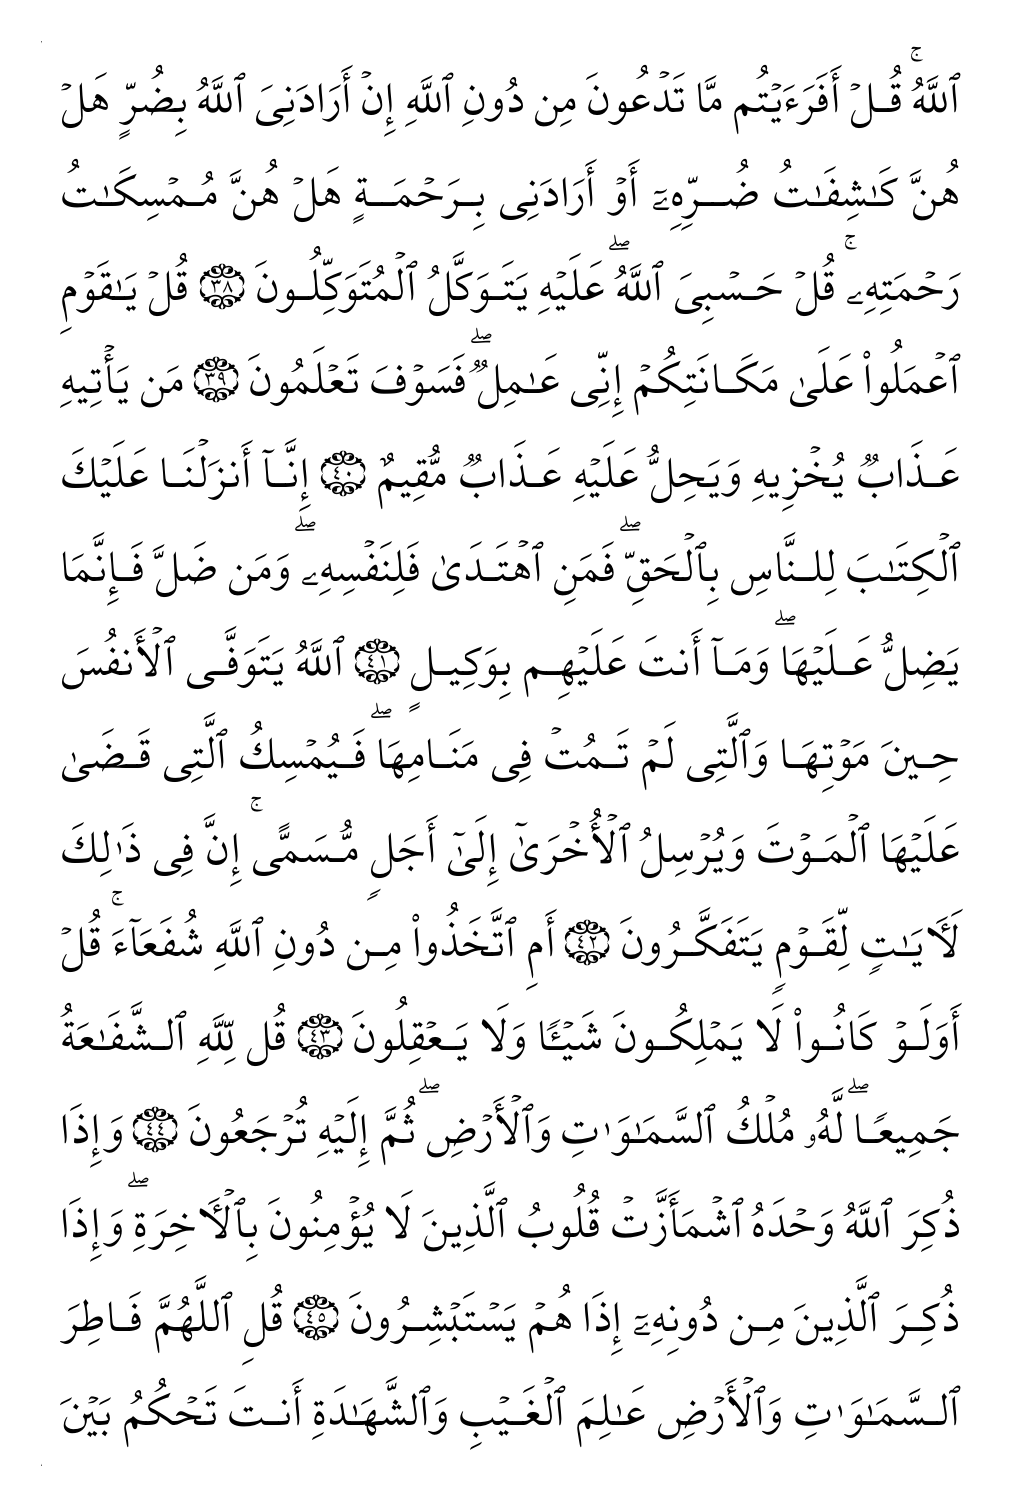 ٱللَّهُۚ قُلۡ أَفَرَءَيۡتُم مَّا تَدۡعُونَ مِن دُونِ ٱللَّهِ إِنۡ أَرَادَنِىَ ٱللَّهُ بِضُرٍّ هَلۡ
هُنَّ كَـٰشِفَـٰتُ ضُرِّهِۦٓ أَوۡ أَرَادَنِى بِرَحۡمَةٍ هَلۡ هُنَّ مُمۡسِكَـٰتُ
رَحۡمَتِهِۦۚ قُلۡ حَسۡبِىَ ٱللَّهُۖ عَلَيۡهِ يَتَوَكَّلُ ٱلۡمُتَوَكِّلُونَ ٣٨ قُلۡ يَـٰقَوۡمِ
ٱعۡمَلُواْ عَلَىٰ مَكَانَتِكُمۡ إِنِّى عَـٰمِلٌۖ فَسَوۡفَ تَعۡلَمُونَ ٣٩ مَن يَأۡتِيهِ
عَذَابٌ يُخۡزِيهِ وَيَحِلُّ عَلَيۡهِ عَذَابٌ مُّقِيمٌ ٤٠ إِنَّآ أَنزَلۡنَا عَلَيۡكَ
ٱلۡكِتَـٰبَ لِلنَّاسِ بِٱلۡحَقِّۖ فَمَنِ ٱهۡتَدَىٰ فَلِنَفۡسِهِۦۖ وَمَن ضَلَّ فَإِنَّمَا
يَضِلُّ عَلَيۡهَاۖ وَمَآ أَنتَ عَلَيۡهِم بِوَكِيلٍ ٤١ ٱللَّهُ يَتَوَفَّى ٱلۡأَنفُسَ
حِينَ مَوۡتِهَا وَٱلَّتِى لَمۡ تَمُتۡ فِى مَنَامِهَاۖ فَيُمۡسِكُ ٱلَّتِى قَضَىٰ
عَلَيۡهَا ٱلۡمَوۡتَ وَيُرۡسِلُ ٱلۡأُخۡرَىٰٓ إِلَىٰٓ أَجَلٍ مُّسَمًّىۚ إِنَّ فِى ذَٰلِكَ
لَـَٔايَـٰتٍ لِّقَوۡمٍ يَتَفَكَّرُونَ ٤٢ أَمِ ٱتَّخَذُواْ مِن دُونِ ٱللَّهِ شُفَعَآءَۚ قُلۡ
أَوَلَوۡ كَانُواْ لَا يَمۡلِكُونَ شَيۡـًٔا وَلَا يَعۡقِلُونَ ٤٣ قُل لِّلَّهِ ٱلشَّفَـٰعَةُ
جَمِيعًاۖ لَّهُۥ مُلۡكُ ٱلسَّمَـٰوَٰتِ وَٱلۡأَرۡضِۖ ثُمَّ إِلَيۡهِ تُرۡجَعُونَ ٤٤ وَإِذَا
ذُكِرَ ٱللَّهُ وَحۡدَهُ ٱشۡمَأَزَّتۡ قُلُوبُ ٱلَّذِينَ لَا يُؤۡمِنُونَ بِٱلۡـَٔاخِرَةِۖ وَإِذَا
ذُكِرَ ٱلَّذِينَ مِن دُونِهِۦٓ إِذَا هُمۡ يَسۡتَبۡشِرُونَ ٤٥ قُلِ ٱللَّهُمَّ فَاطِرَ
ٱلسَّمَـٰوَٰتِ وَٱلۡأَرۡضِ عَـٰلِمَ ٱلۡغَيۡبِ وَٱلشَّهَـٰدَةِ أَنتَ تَحۡكُمُ بَيۡنَ